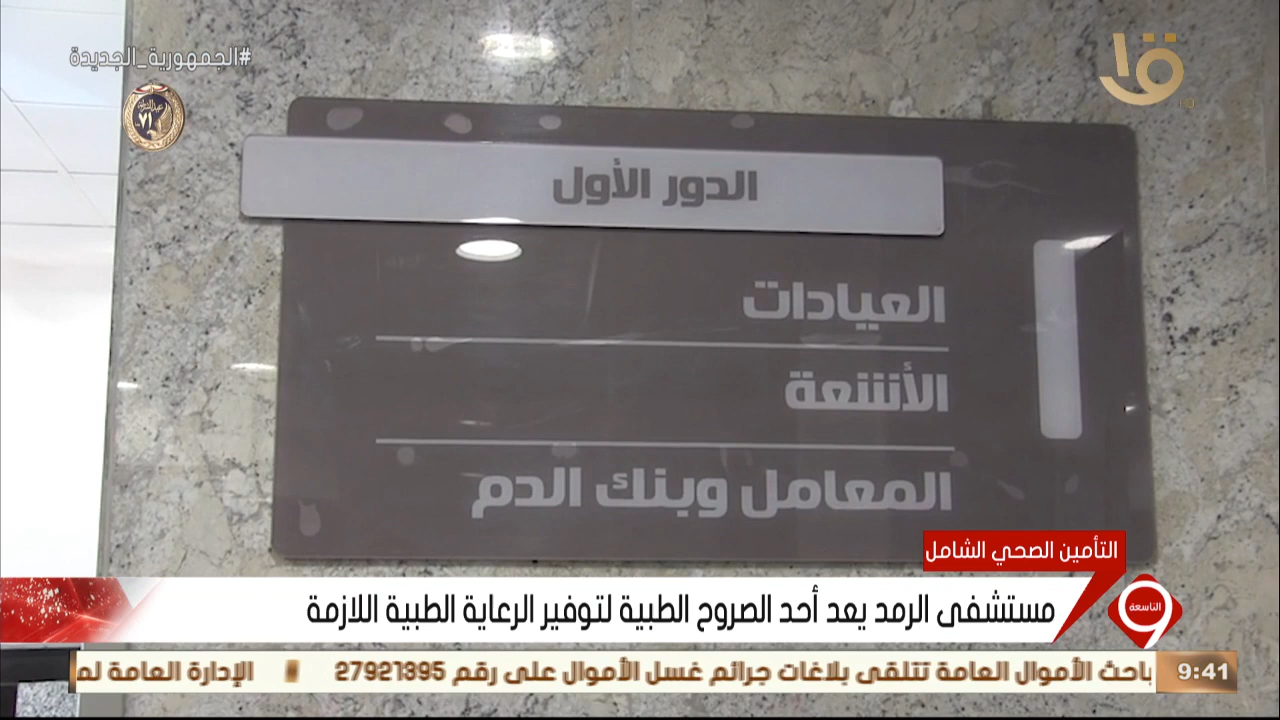 #الجمهورية_الجديدة
الدور الأول
العيادات
الأشعة
المعامل وبنك الدم
التأمين الصحي الشامل
التاسعة
مستشفى الرمد يعد أحد الصروح الطبية لتوفير الرعاية الطبية اللازمة
9:41
باحث الأموال العامة تتلقى بلاغات جرائم غسل الأموال على رقم 27921395 الإدارة العامة لم